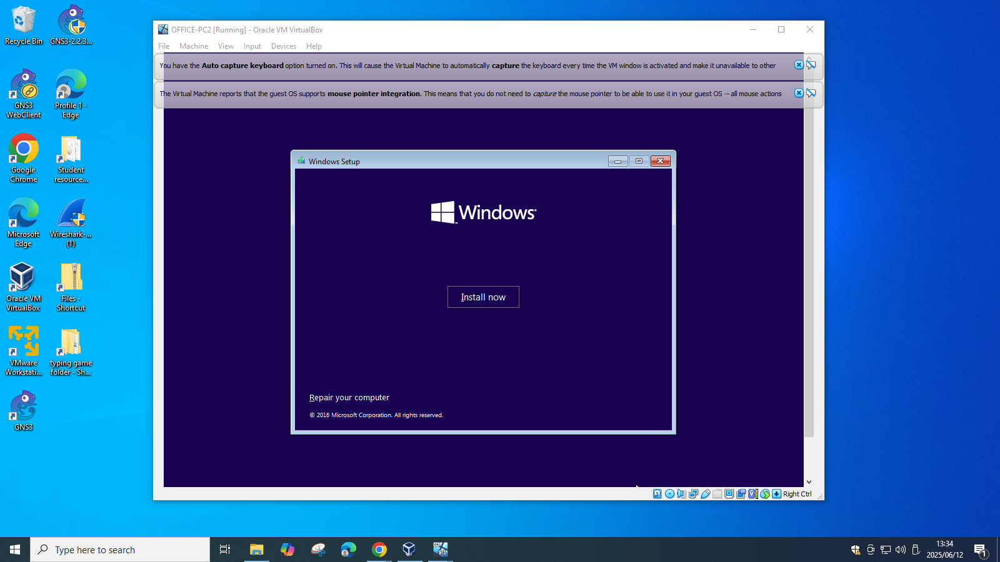 Recycle Bin
GNS3-2.2.3...
GNS3
WebClient
Profile 1 -
Edge
Google
Chrome
Student
resource...
Microsoft
Edge
Wireshark-...
(1)
Oracle VM
VirtualBox
Files -
Shortcut
VMware
Workstati...
typing game
folder - Sh...
GNS3
OFFICE-PC2 [Running] - Oracle VM VirtualBox
File Machine View Input Devices Help
You have the Auto capture keyboard option turned on. This will cause the Virtual Machine to automatically capture the keyboard every time the VM window is activated and make it unavailable to other
The Virtual Machine reports that the guest OS supports mouse pointer integration. This means that you do not need to capture the mouse pointer to be able to use it in your guest OS -- all mouse actions
Windows Setup
Windows
Install now
Repair your computer
© 2016 Microsoft Corporation. All rights reserved.
Right Ctrl
Type here to search
13:34
2025/06/12
1